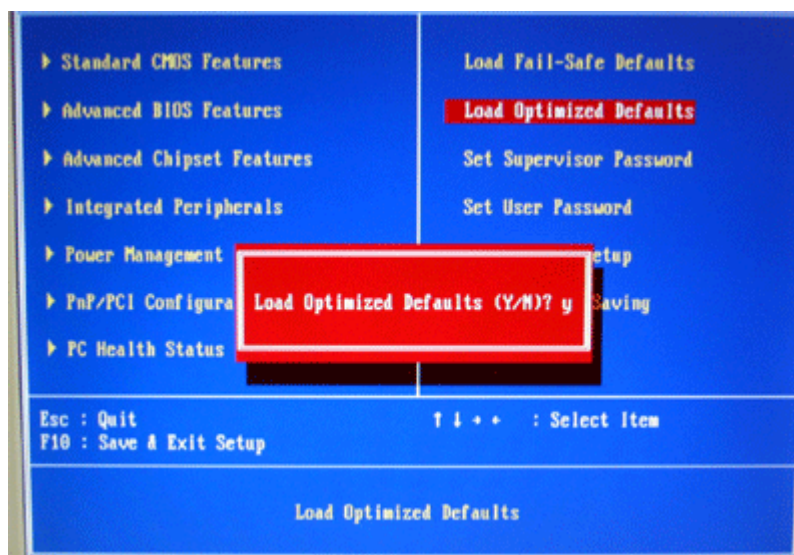 Standard CMOS Features
Advanced BIOS Features
Advanced Chipset Features
Integrated Peripherals
Power Management
PnP/PCI Configura
PC Health Status
Load Fail-Safe Defaults
Load Optimized Defaults
Set Supervisor Password
Set User Password
etup
Saving
Load Optimized Defaults (Y/N)? y
Esc : Quit
F10 : Save & Exit Setup
↑ ↓ → ← : Select Item
Load Optimized Defaults